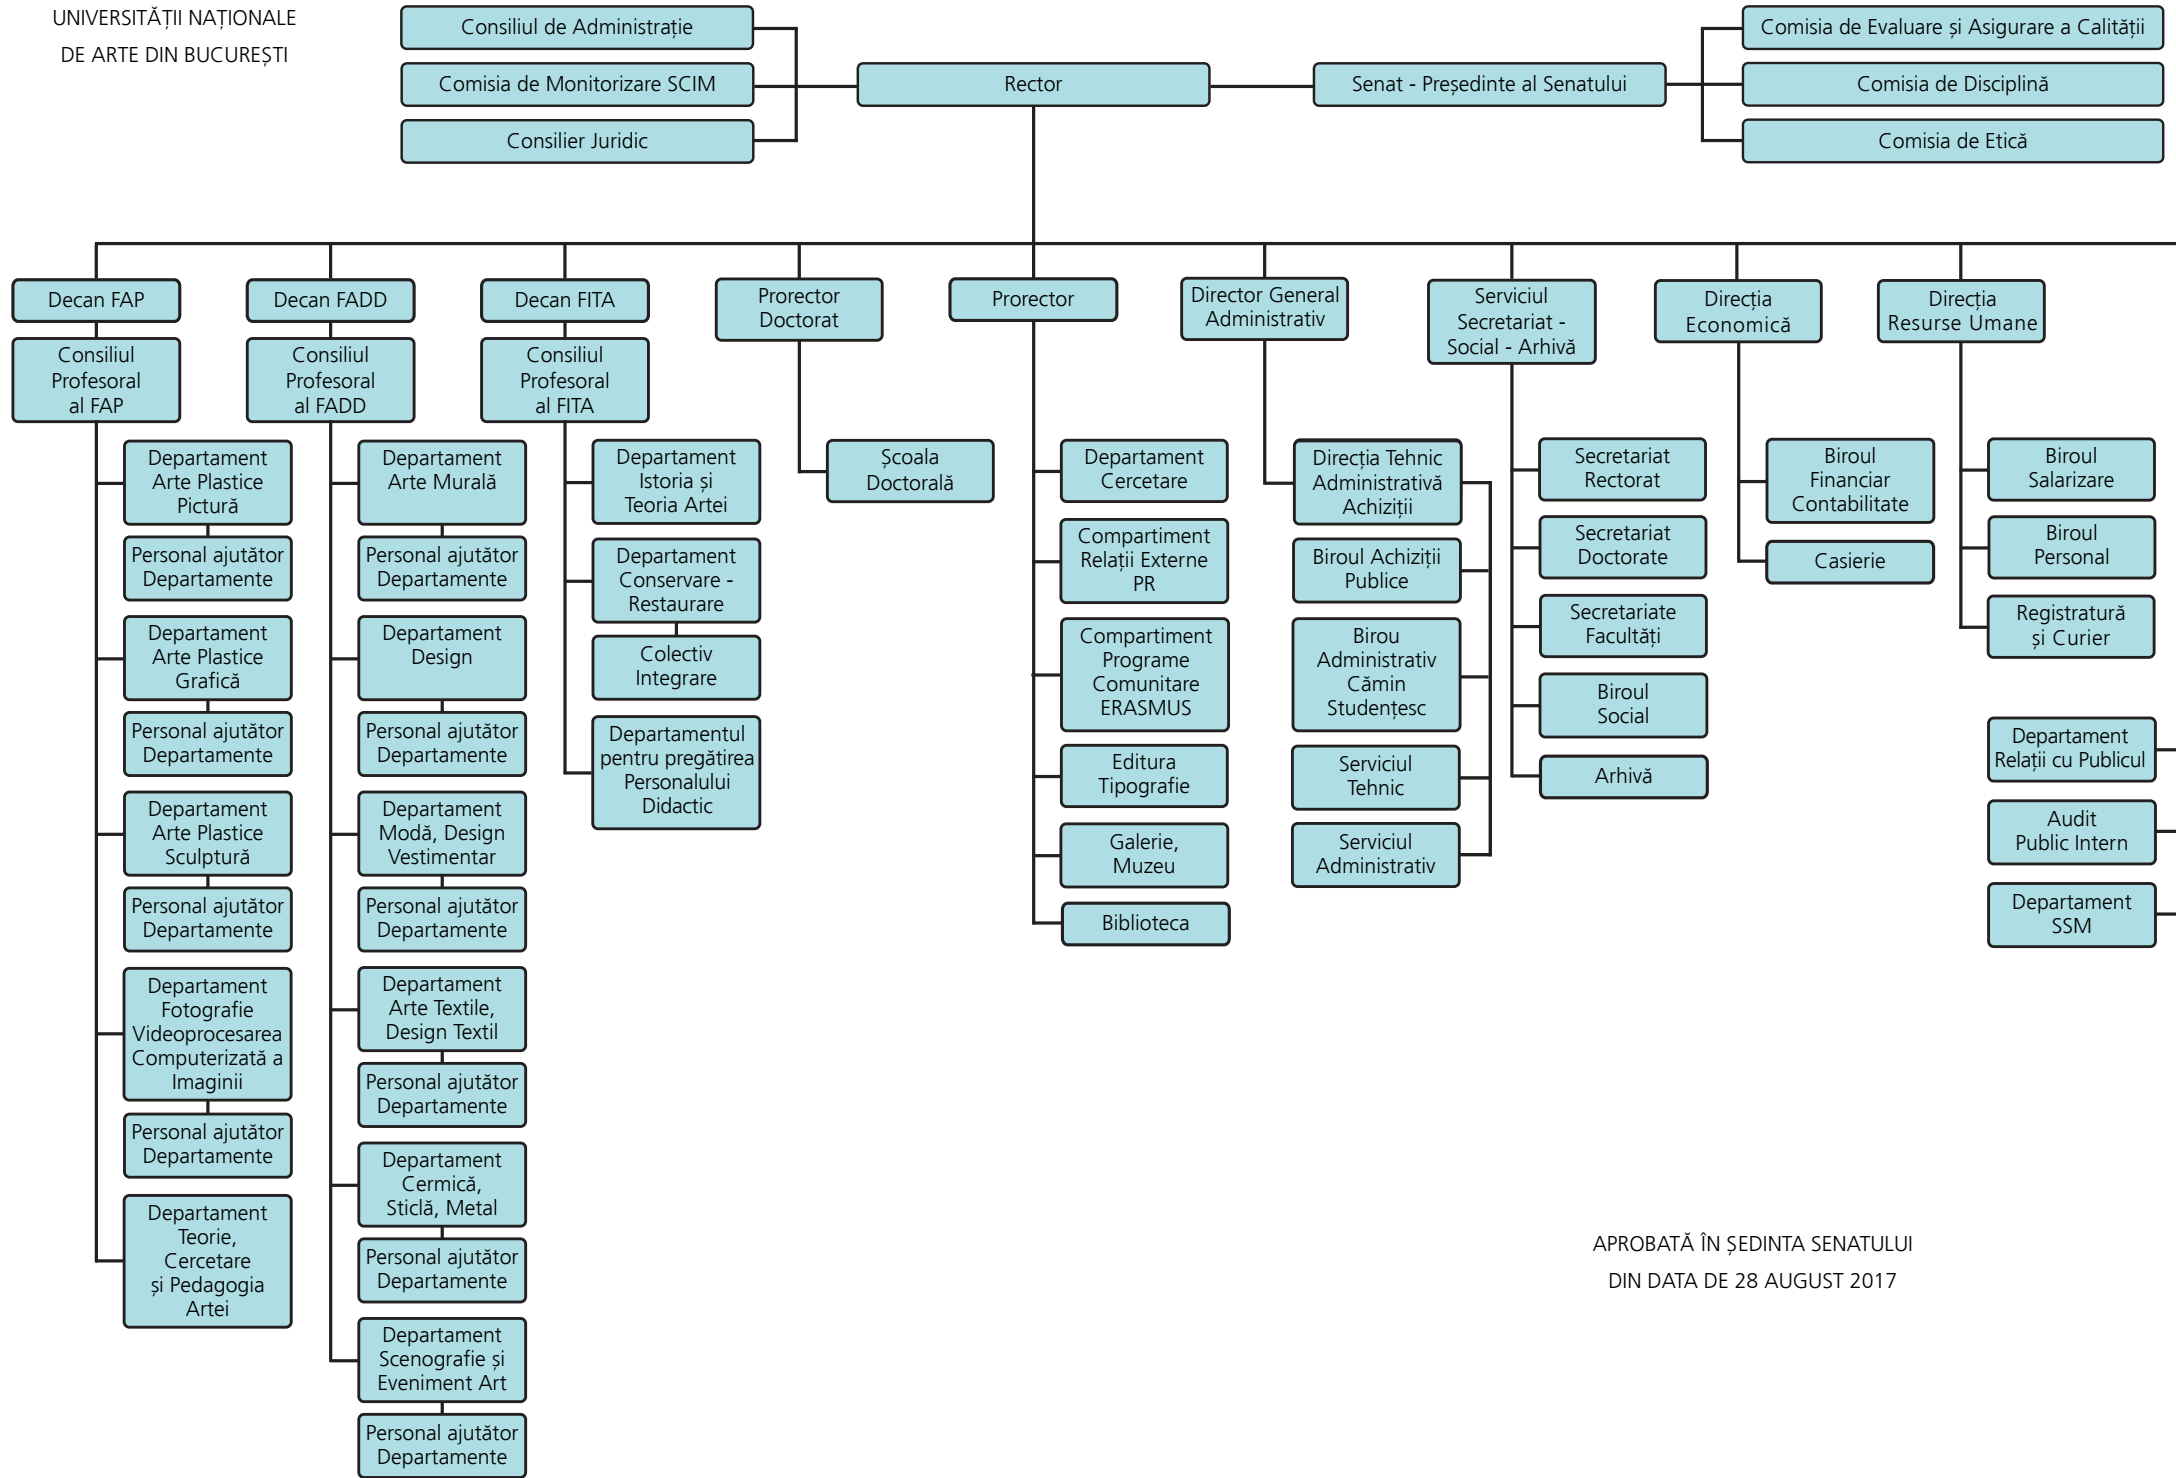 UNIVERSITĂȚII NAȚIONALE
DE ARTE DIN BUCUREȘTI
Consiliul de Administrație
Comisia de Monitorizare SCIM
Consilier Juridic
Rector
Senat - Președinte al Senatului
Comisia de Evaluare și Asigurare a Calității
Comisia de Disciplină
Comisia de Etică
Decan FAP
Consiliul
Profesoral
al FAP
Departament
Arte Plastice
Pictură
Personal ajutător
Departamente
Departament
Arte Plastice
Grafică
Personal ajutător
Departamente
Departament
Arte Plastice
Sculptură
Personal ajutător
Departamente
Departament
Fotografie
Videoprocesarea
Computerizată a
Imaginii
Personal ajutător
Departamente
Departament
Teorie,
Cercetare
și Pedagogia
Artei
Decan FADD
Consiliul
Profesoral
al FADD
Departament
Arte Murală
Personal ajutător
Departamente
Departament
Design
Personal ajutător
Departamente
Departament
Modă, Design
Vestimentar
Personal ajutător
Departamente
Departament
Arte Textile,
Design Textil
Personal ajutător
Departamente
Departament
Cermică,
Sticlă, Metal
Personal ajutător
Departamente
Departament
Scenografie și
Eveniment Art
Personal ajutător
Departamente
Decan FITA
Consiliul
Profesoral
al FITA
Departament
Istoria și
Teoria Artei
Departament
Conservare -
Restaurare
Colectiv
Integrare
Departamentul
pentru pregătirea
Personalului
Didactic
Prorector
Doctorat
Școala
Doctorală
Prorector
Departament
Cercetare
Compartiment
Relații Externe
PR
Compartiment
Programe
Comunitare
ERASMUS
Editura
Tipografie
Galerie,
Muzeu
Biblioteca
Director General
Administrativ
Direcția Tehnic
Administrativă
Achiziții
Biroul Achiziții
Publice
Birou
Administrativ
Cămin
Studențesc
Serviciul
Tehnic
Serviciul
Administrativ
Serviciul
Secretariat -
Social - Arhivă
Secretariat
Rectorat
Secretariat
Doctorate
Secretariate
Facultăți
Biroul
Social
Arhivă
Direcția
Economică
Biroul
Financiar
Contabilitate
Casierie
Direcția
Resurse Umane
Biroul
Salarizare
Biroul
Personal
Registratură
și Curier
Departament
Relații cu Publicul
Audit
Public Intern
Departament
SSM
APROBATĂ ÎN ȘEDINTA SENATULUI
DIN DATA DE 28 AUGUST 2017